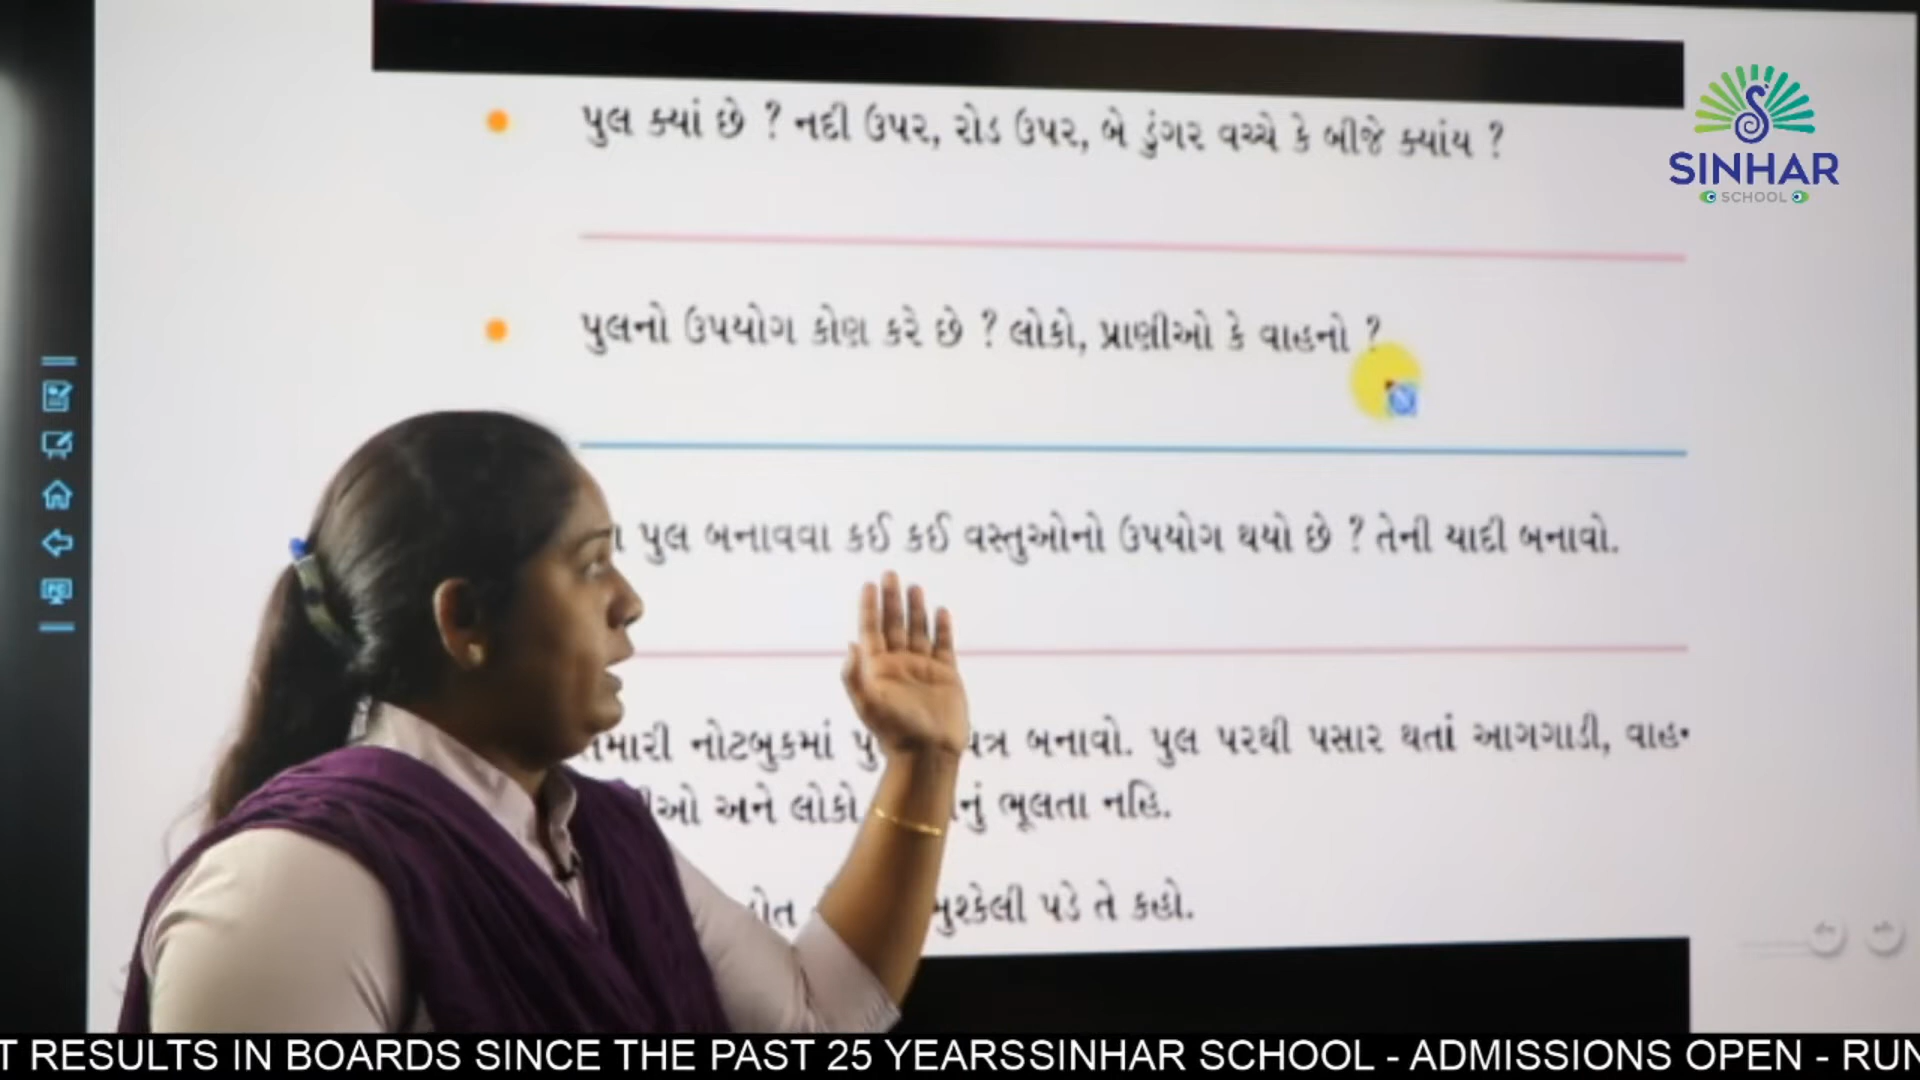 પુલ ક્યાં છે ? નદી ઉપર, રોડ ઉપર, બે ડુંગર વચ્ચે કે બીજે ક્યાંય ?
SINHAR
SCHOOL
પુલનો ઉપયોગ કોણ કરે છે ? લોકો, પ્રાણીઓ કે વાહનો ?
પુલ બનાવવા કઈ કઈ વસ્તુઓનો ઉપયોગ થયો છે ? તેની યાદી બનાવો.
નોટબુકમાં બનાવો. પુલ પરથી પસાર થતાં આગગાડી,
અને લોકો ભૂલતા નહિ.
મુશ્કેલી પડે તે કહો.
T RESULTS IN BOARDS SINCE THE PAST 25 YEARSSINHAR SCHOOL - ADMISSIONS OPEN - RUN